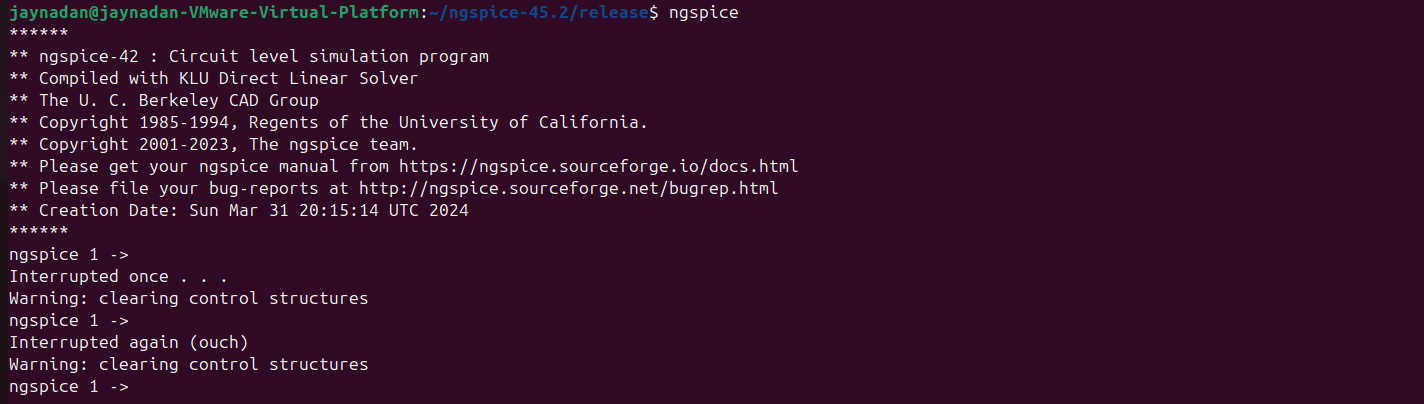 jaynadan@jaynadan-VMware-Virtual-Platform:~/ngspice-45.2/release$ ngspice
******
** ngspice-42 : Circuit level simulation program
** Compiled with KLU Direct Linear Solver
** The U. C. Berkeley CAD Group
** Copyright 1985-1994, Regents of the University of California.
** Copyright 2001-2023, The ngspice team.
** Please get your ngspice manual from https://ngspice.sourceforge.io/docs.html
** Please file your bug-reports at http://ngspice.sourceforge.net/bugrep.html
** Creation Date: Sun Mar 31 20:15:14 UTC 2024
******
ngspice 1 ->
Interrupted once . . .
Warning: clearing control structures
ngspice 1 ->
Interrupted again (ouch)
Warning: clearing control structures
ngspice 1 ->